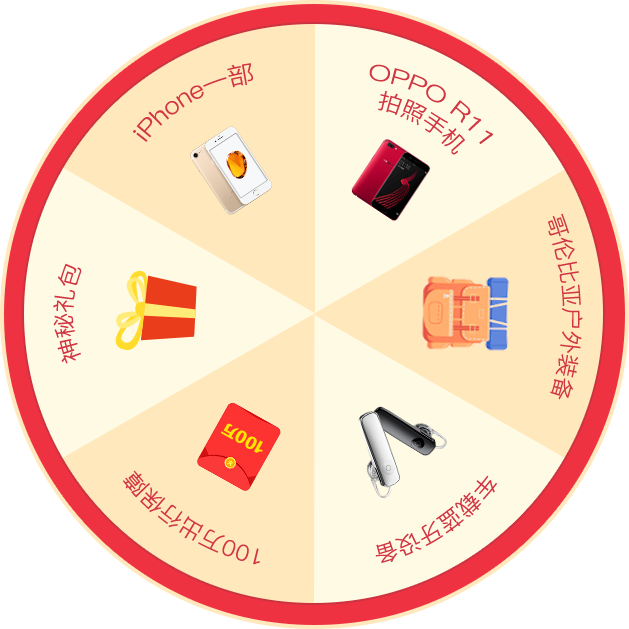 iPhone一部
OPPO R11
拍照手机
哥伦比亚户外装备
车载蓝牙设备
100万出行保障
100万
神秘礼包